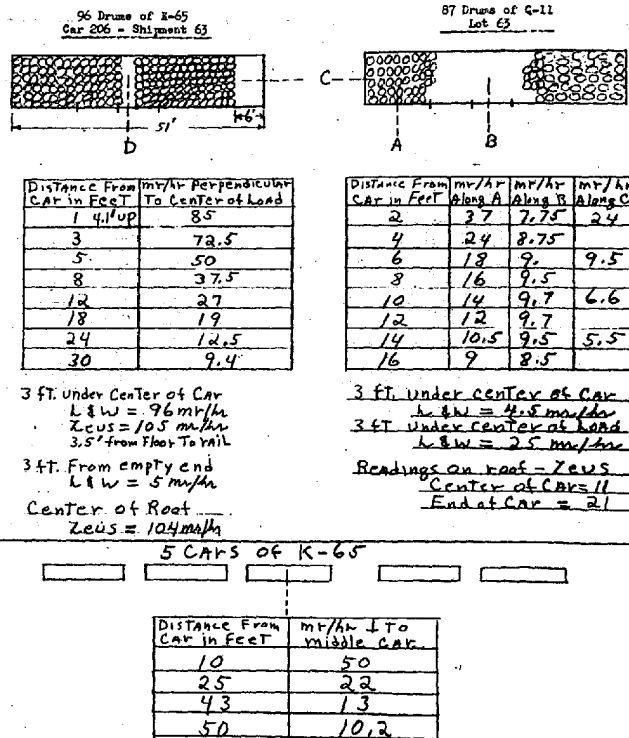 96 Drums of K-65
Car 206 - Shipment 63
87 Drums of G-11
Lot 63
C
6'
51'
D
A
B
Distance From Car in Feet | mr/hr Perpendicular To Center of Load
1 4.1' up | 85
3 | 72.5
5 | 50
8 | 37.5
12 | 27
18 | 19
24 | 12.5
30 | 9.4
Distance From Car in Feet | mr/hr Along A | mr/hr Along B | mr/hr Along C
2 | 37 | 7.75 | 24
4 | 24 | 8.75
6 | 18 | 9. | 9.5
8 | 16 | 9.5
10 | 14 | 9.7 | 6.6
12 | 12 | 9.7
14 | 10.5 | 9.5 | 5.5
16 | 9 | 8.5
3 ft. under Center of Car
L & W = 96 mr/hr
Zeus = 105 mr/hr
3.5' from Floor To rail
3 ft. From empty end
L & W = 5 mr/hr
Center of Roof
Zeus = 104 mr/hr
3 ft. under center of Car
L & W = 4.5 mr/hr
3 ft. under center of Load
L & W = 25 mr/hr
Readings on roof - Zeus
Center of Car = 11
End of Car = 21
5 Cars of K-65
Distance From Car in Feet | mr/hr ⊥ To middle car.
10 | 50
25 | 22
43 | 13
50 | 10.2